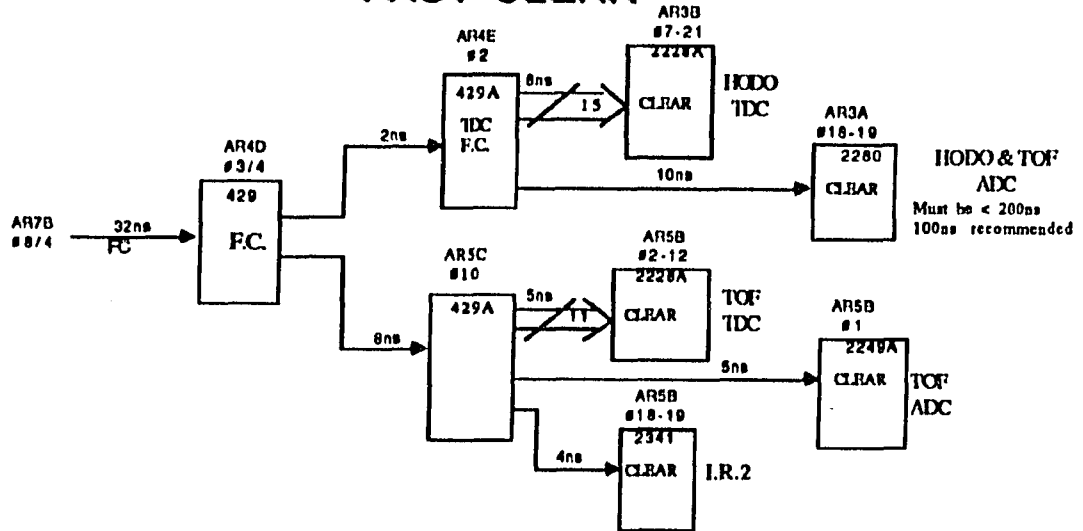 FAST CLEAR
AR7B
#8/4
32ns
FC
AR4D
#3/4
429
F.C.
2ns
8ns
AR4E
#2
429A
TDC
F.C.
8ns
15
10ns
AR3B
#7-21
2228A
CLEAR
HODO
TDC
AR3A
#18-19
2280
CLEAR
HODO & TOF
ADC
Must be < 200ns
100ns recommended
AR5C
#10
429A
5ns
11
5ns
4ns
AR5B
#2-12
2228A
CLEAR
TOF
TDC
AR5B
#1
2249A
CLEAR
TOF
ADC
AR5B
#18-19
2341
CLEAR
I.R.2